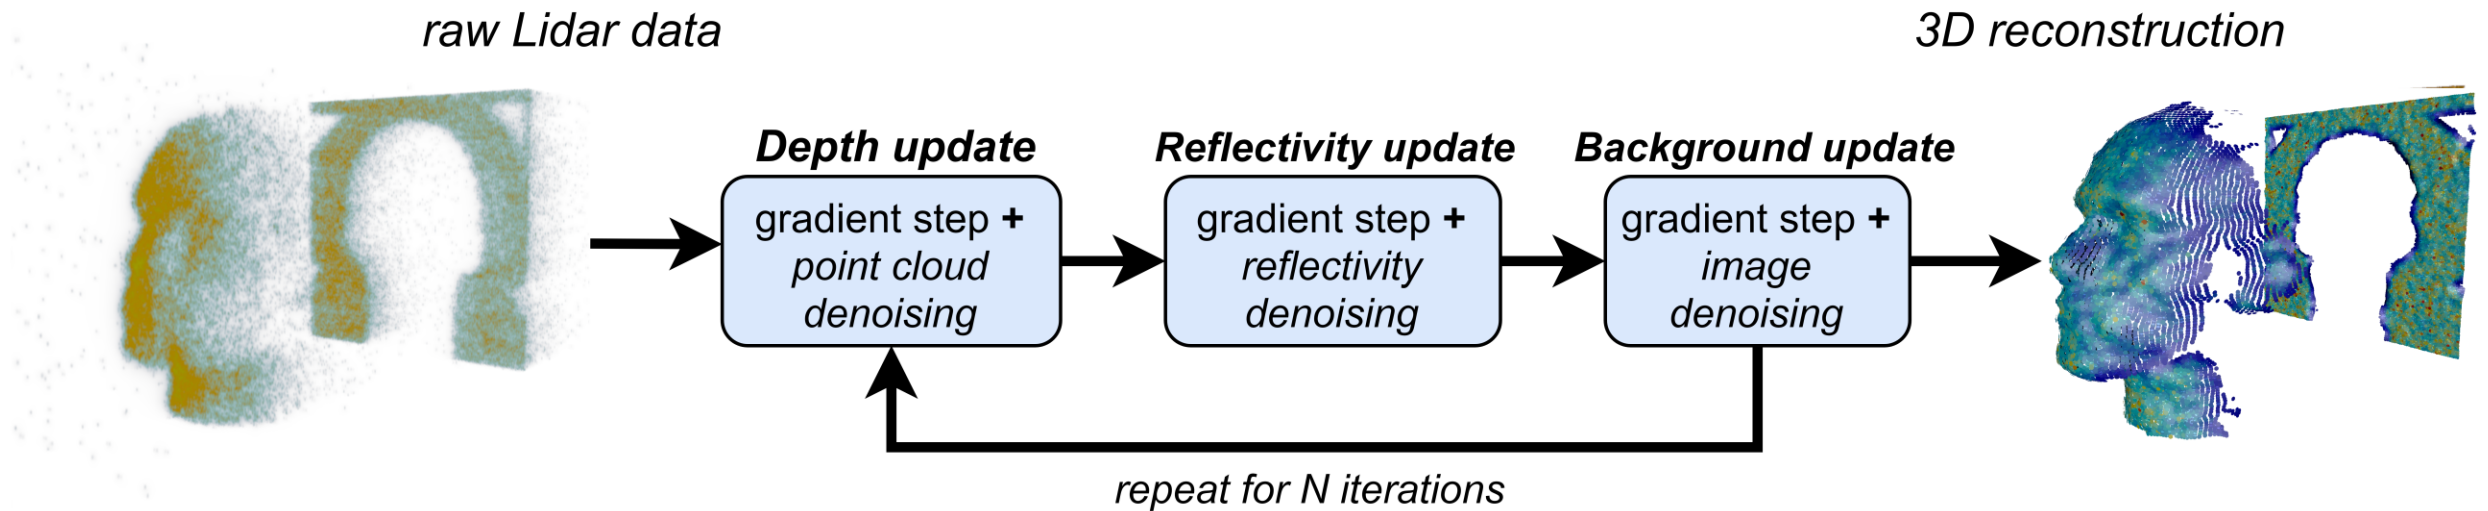 raw Lidar data
3D reconstruction
Depth update
gradient step +
point cloud
denoising
Reflectivity update
gradient step +
reflectivity
denoising
Background update
gradient step +
image
denoising
repeat for N iterations